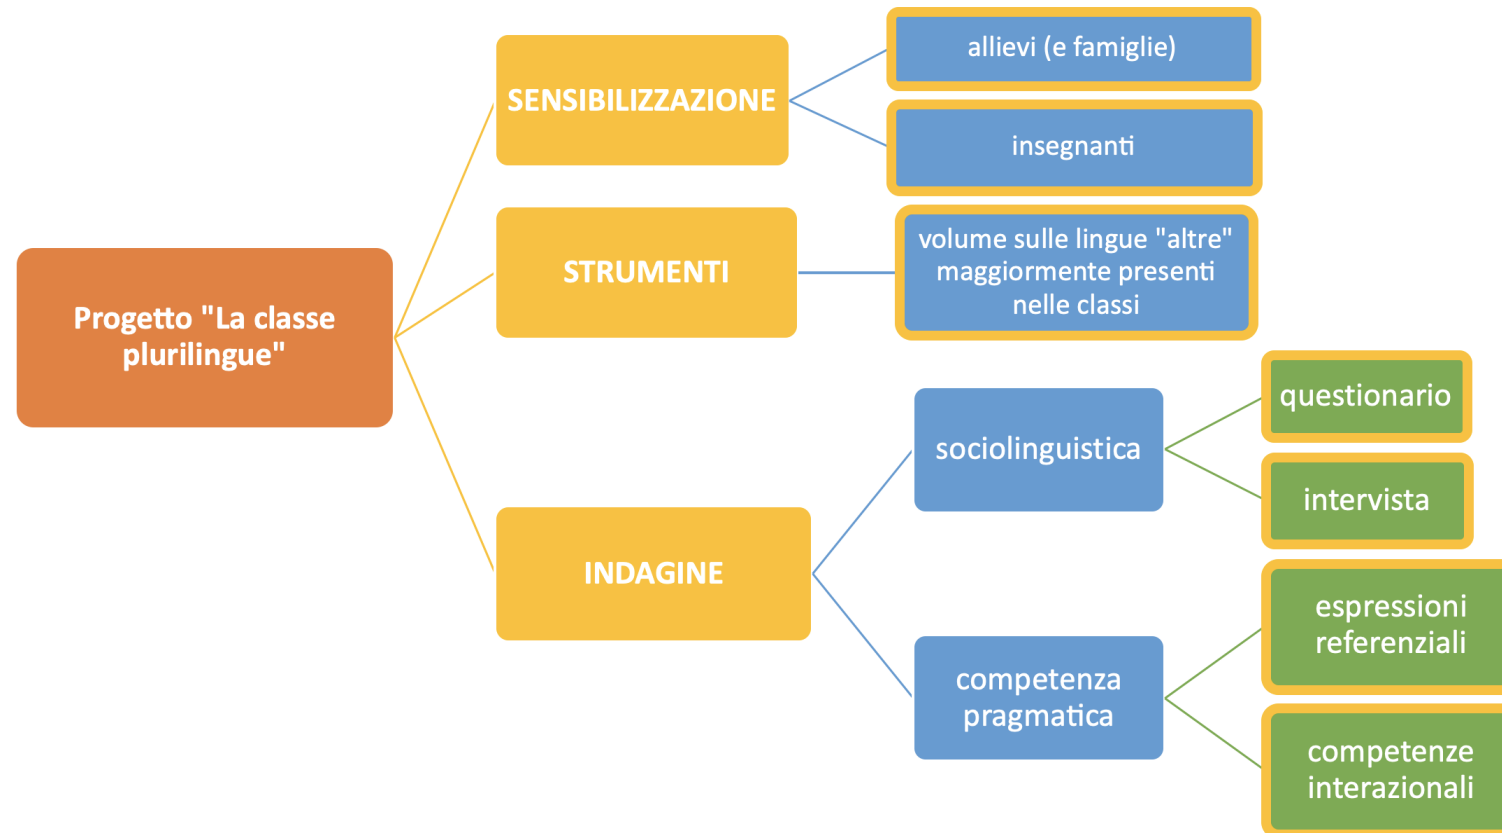 Progetto "La classe
plurilingue"
SENSIBILIZZAZIONE
allievi (e famiglie)
insegnanti
STRUMENTI
volume sulle lingue "altre"
maggiormente presenti
nelle classi
INDAGINE
sociolinguistica
questionario
intervista
competenza
pragmatica
espressioni
referenziali
competenze
interazionali